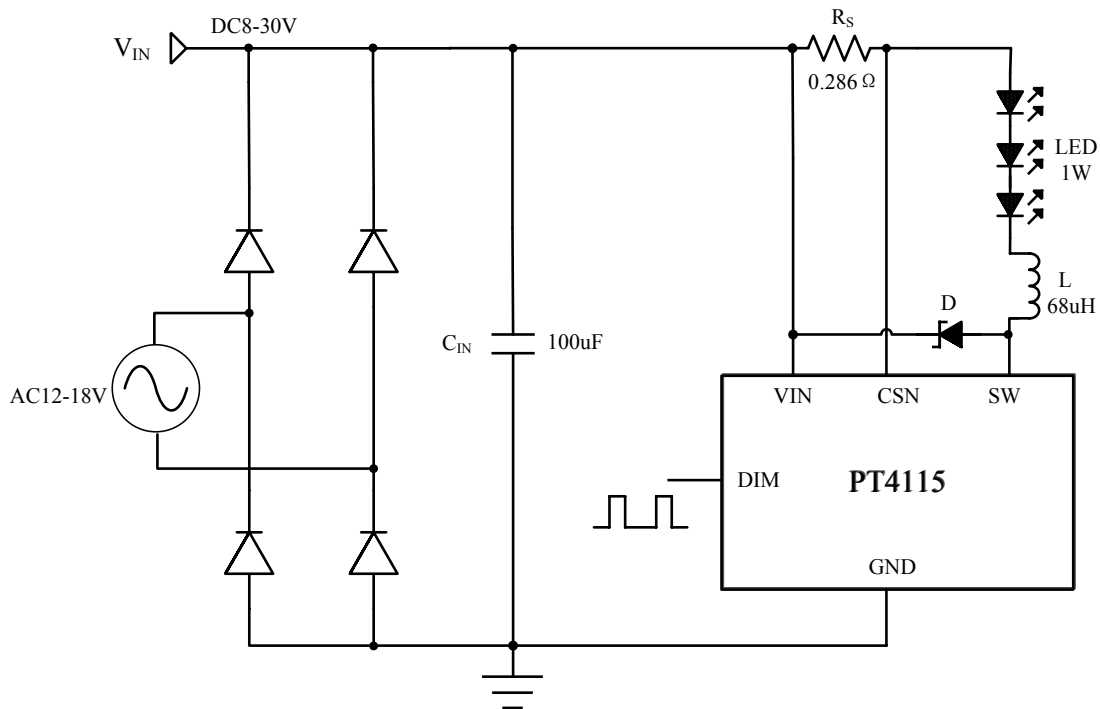 DC8-30V
V_IN
R_S
0.286 Ω
LED
1W
L
68uH
D
C_IN
100uF
AC12-18V
VIN
CSN
SW
DIM
PT4115
GND